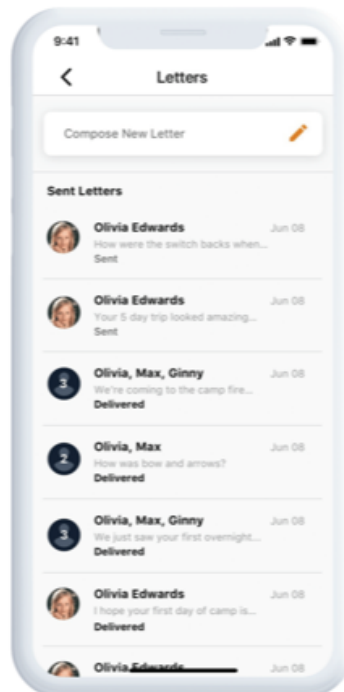 9:41
Letters
Compose New Letter
Sent Letters
Olivia Edwards Jun 08
How were the switch backs when...
Sent
Olivia Edwards Jun 08
Your 5 day trip looked amazing...
Sent
3 Olivia, Max, Ginny Jun 08
We're coming to the camp fire...
Delivered
2 Olivia, Max Jun 08
How was bow and arrows?
Delivered
3 Olivia, Max, Ginny Jun 08
We just saw your first overnight...
Delivered
Olivia Edwards Jun 08
I hope your first day of camp is...
Delivered
Olivia Edwards Jun 08